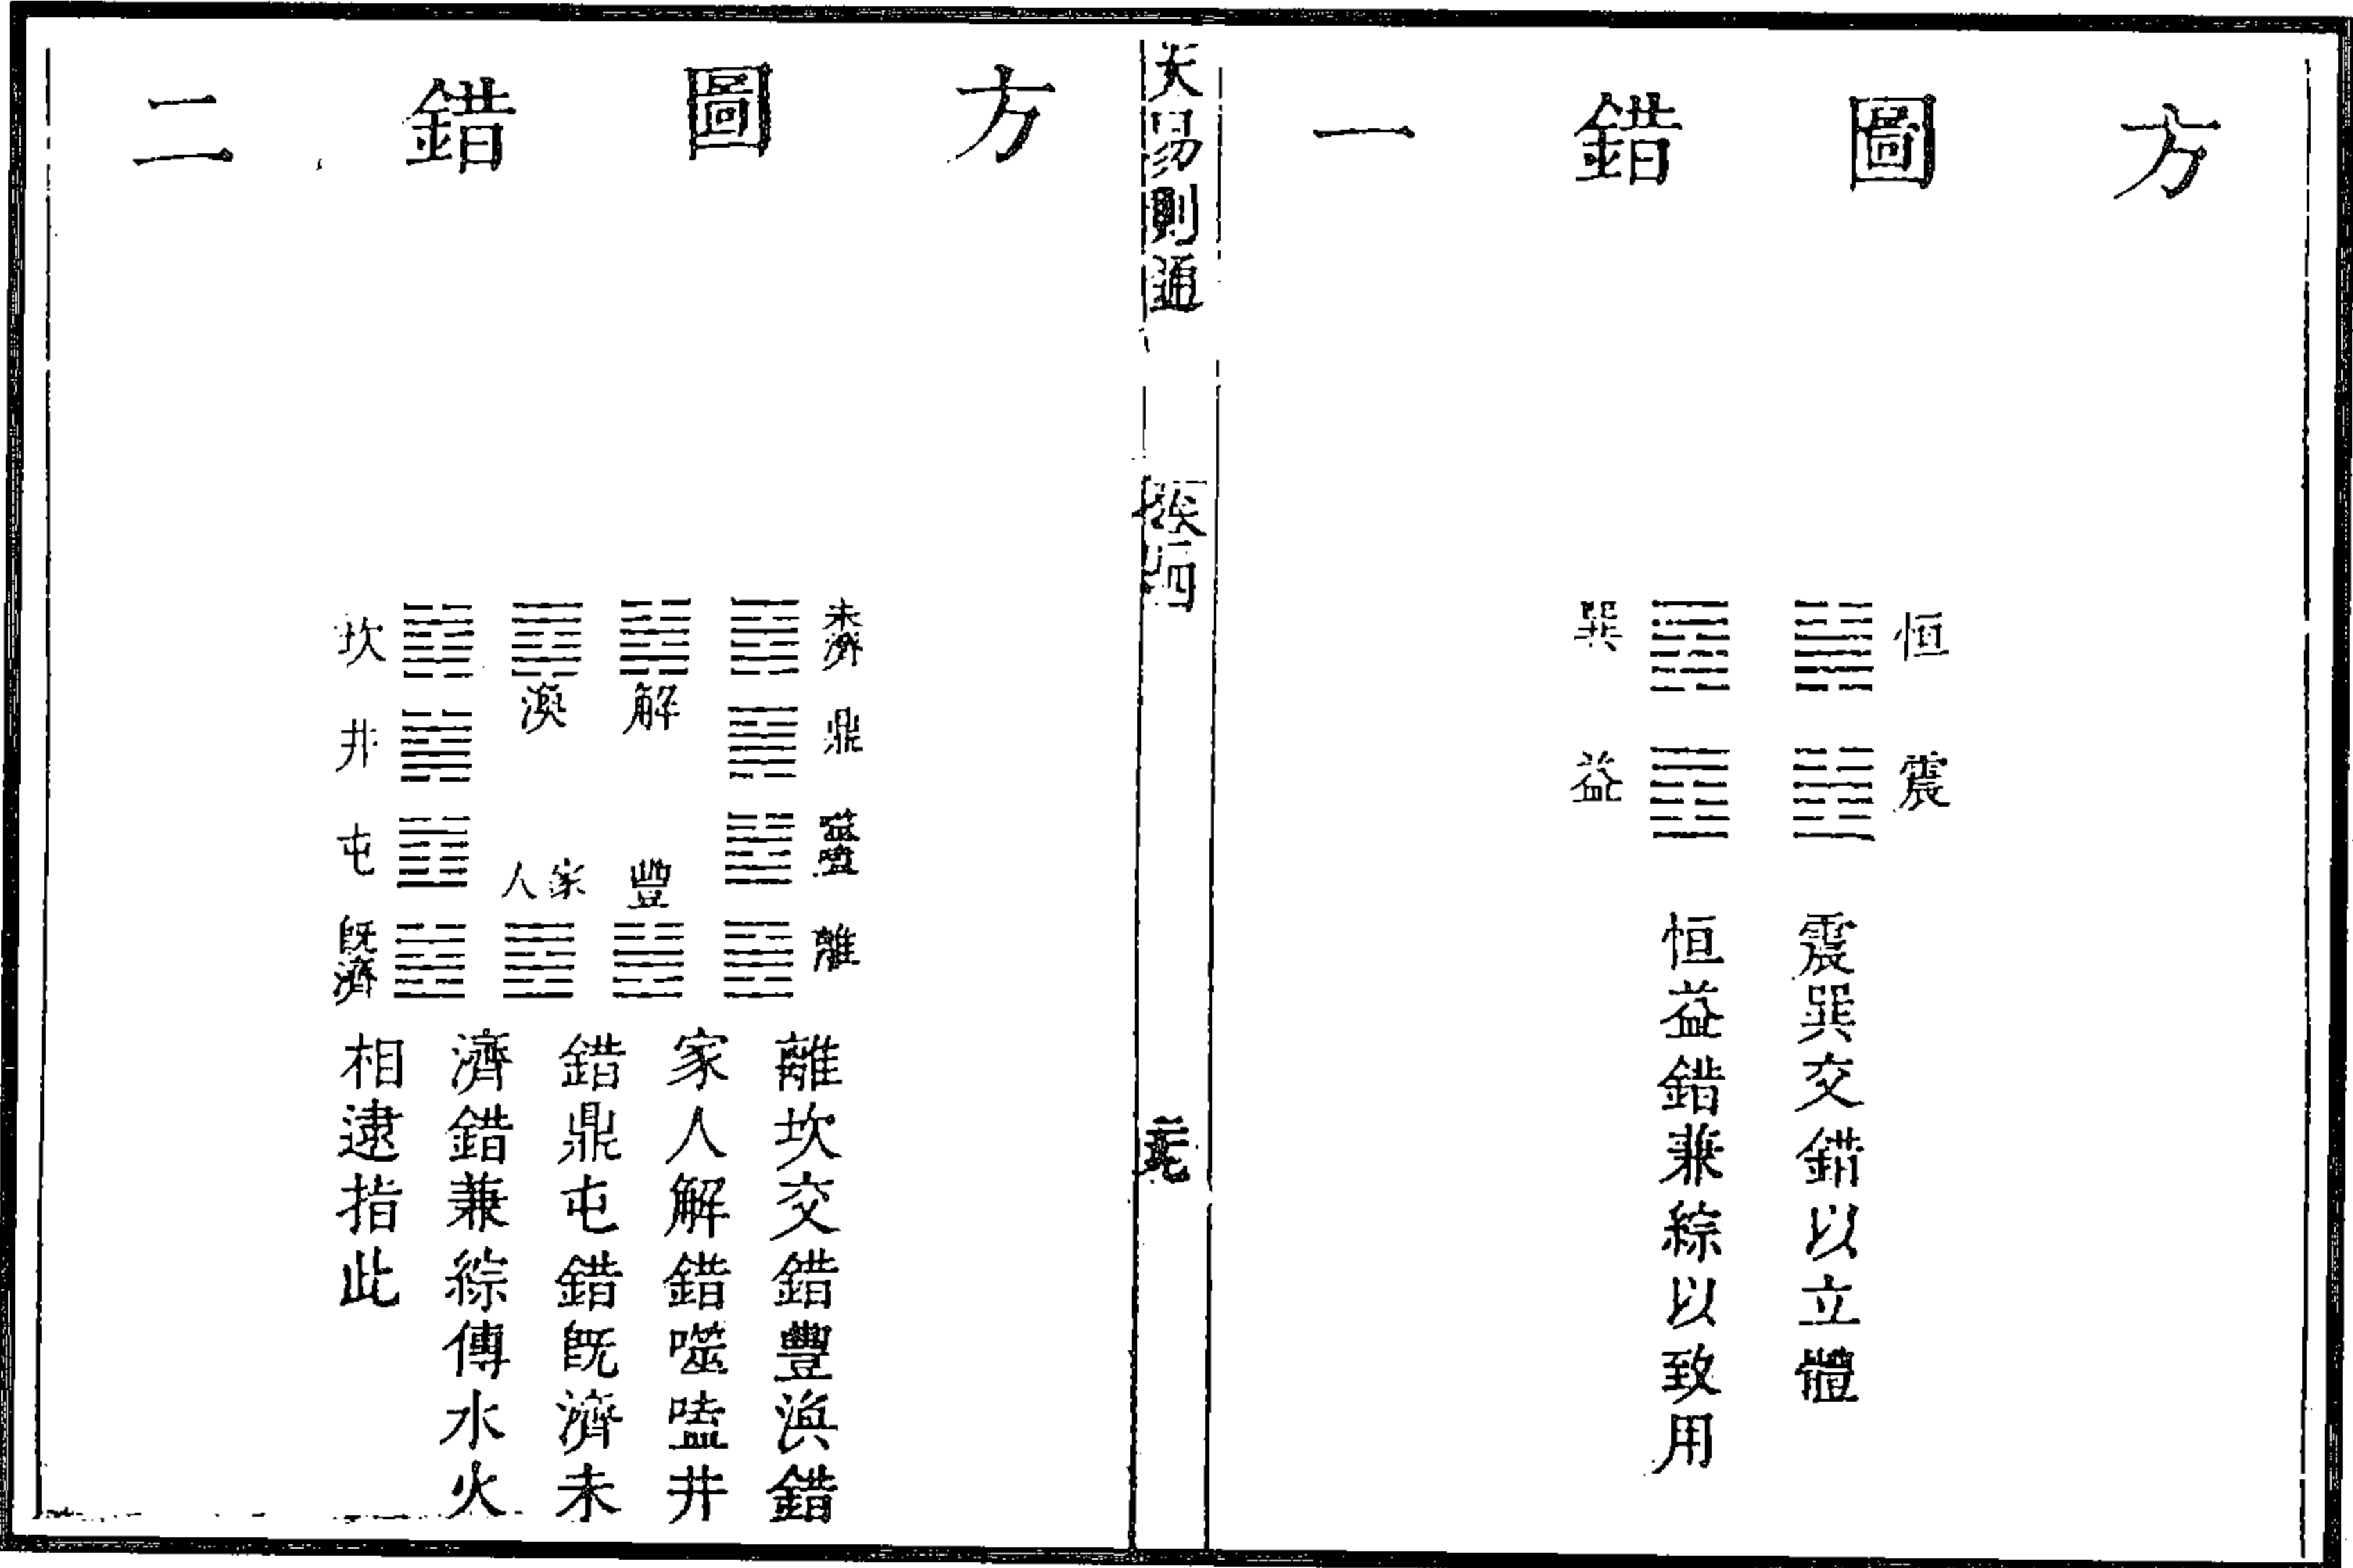 方圖錯一
恒
震
巽
益
震巽交錯以立體
恒益錯兼綜以致用
大易則通
卷四
方圖錯二
未濟
鼎
噬嗑
離
解
豐
渙
家人
坎
井
屯
旣濟
離坎交錯豐渙錯
家人解錯噬嗑井
錯鼎屯錯旣濟未
濟錯兼綜傳水火
相逮指此